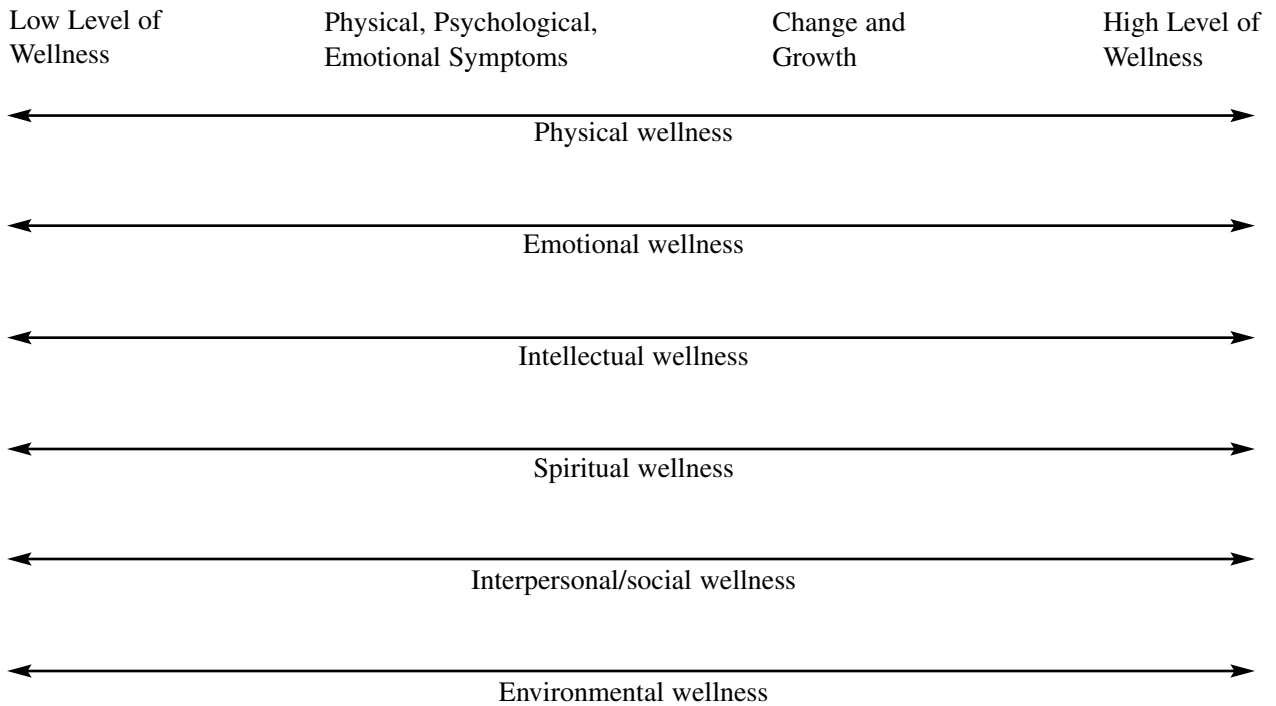 Low Level of
Wellness
Physical, Psychological,
Emotional Symptoms
Change and
Growth
High Level of
Wellness
Physical wellness
Emotional wellness
Intellectual wellness
Spiritual wellness
Interpersonal/social wellness
Environmental wellness